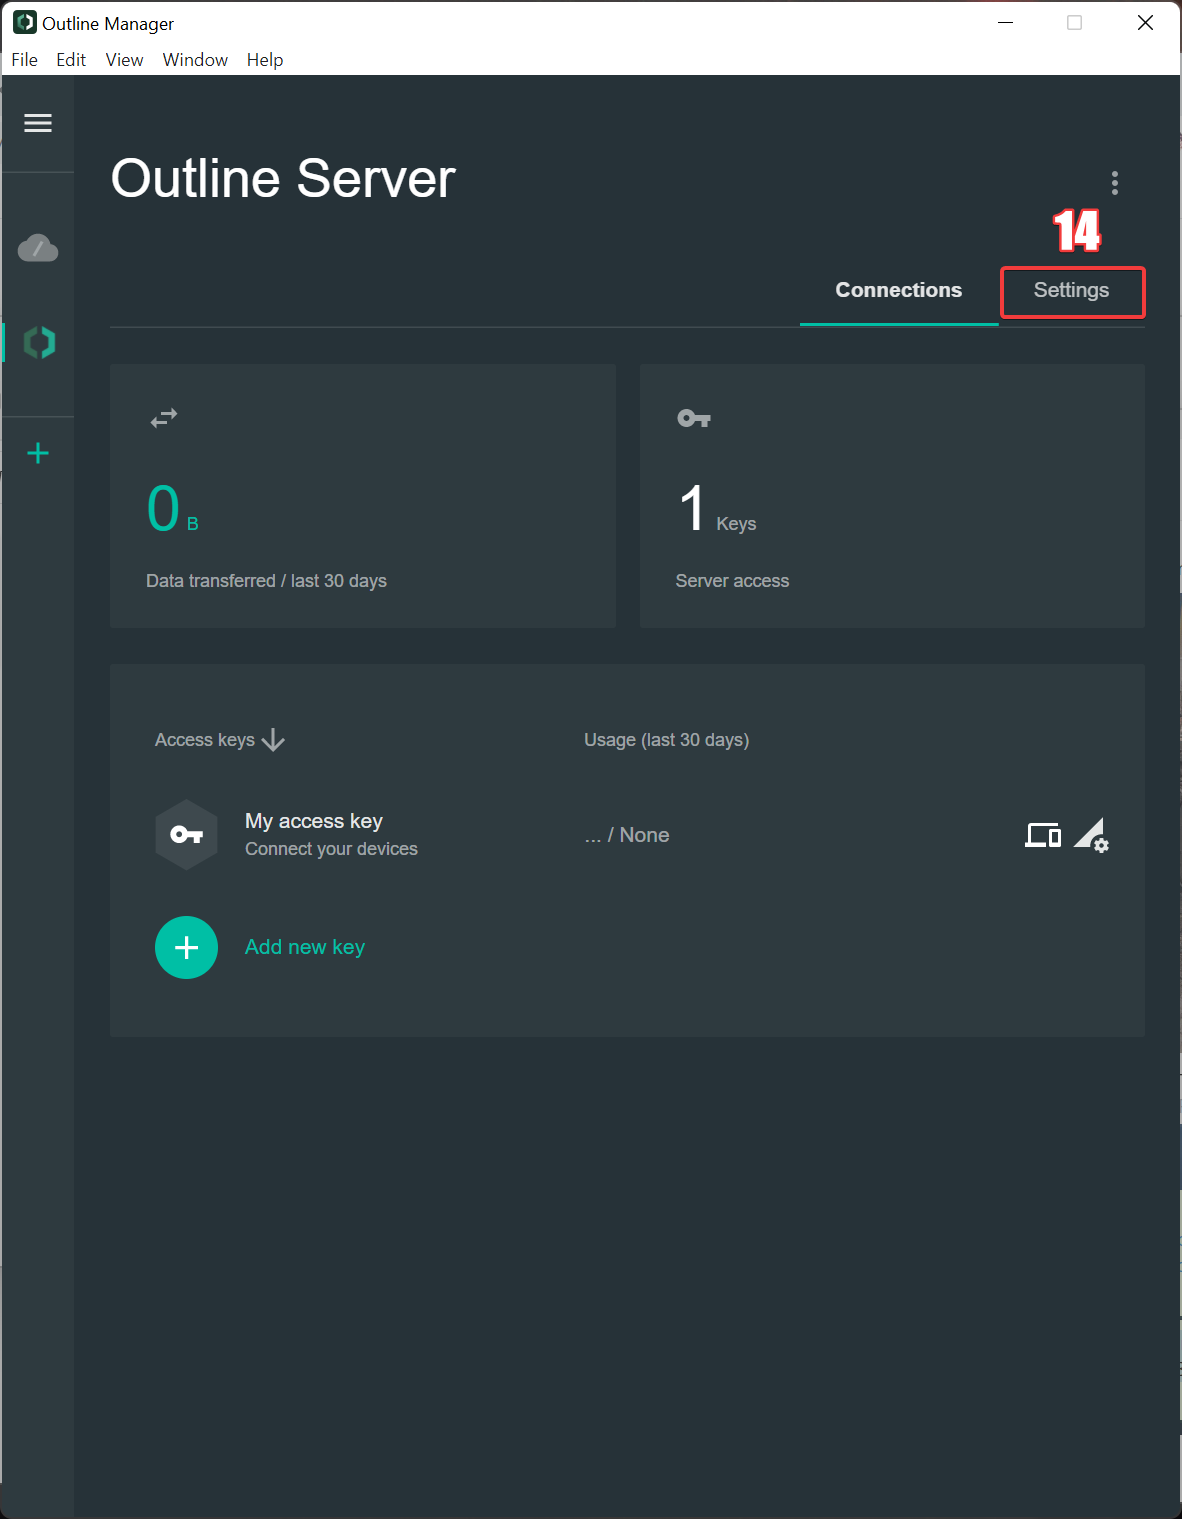 Outline Manager
File Edit View Window Help
Outline Server
14
Connections Settings
0 B
Data transferred / last 30 days
1 Keys
Server access
Access keys Usage (last 30 days)
My access key
Connect your devices
... / None
Add new key